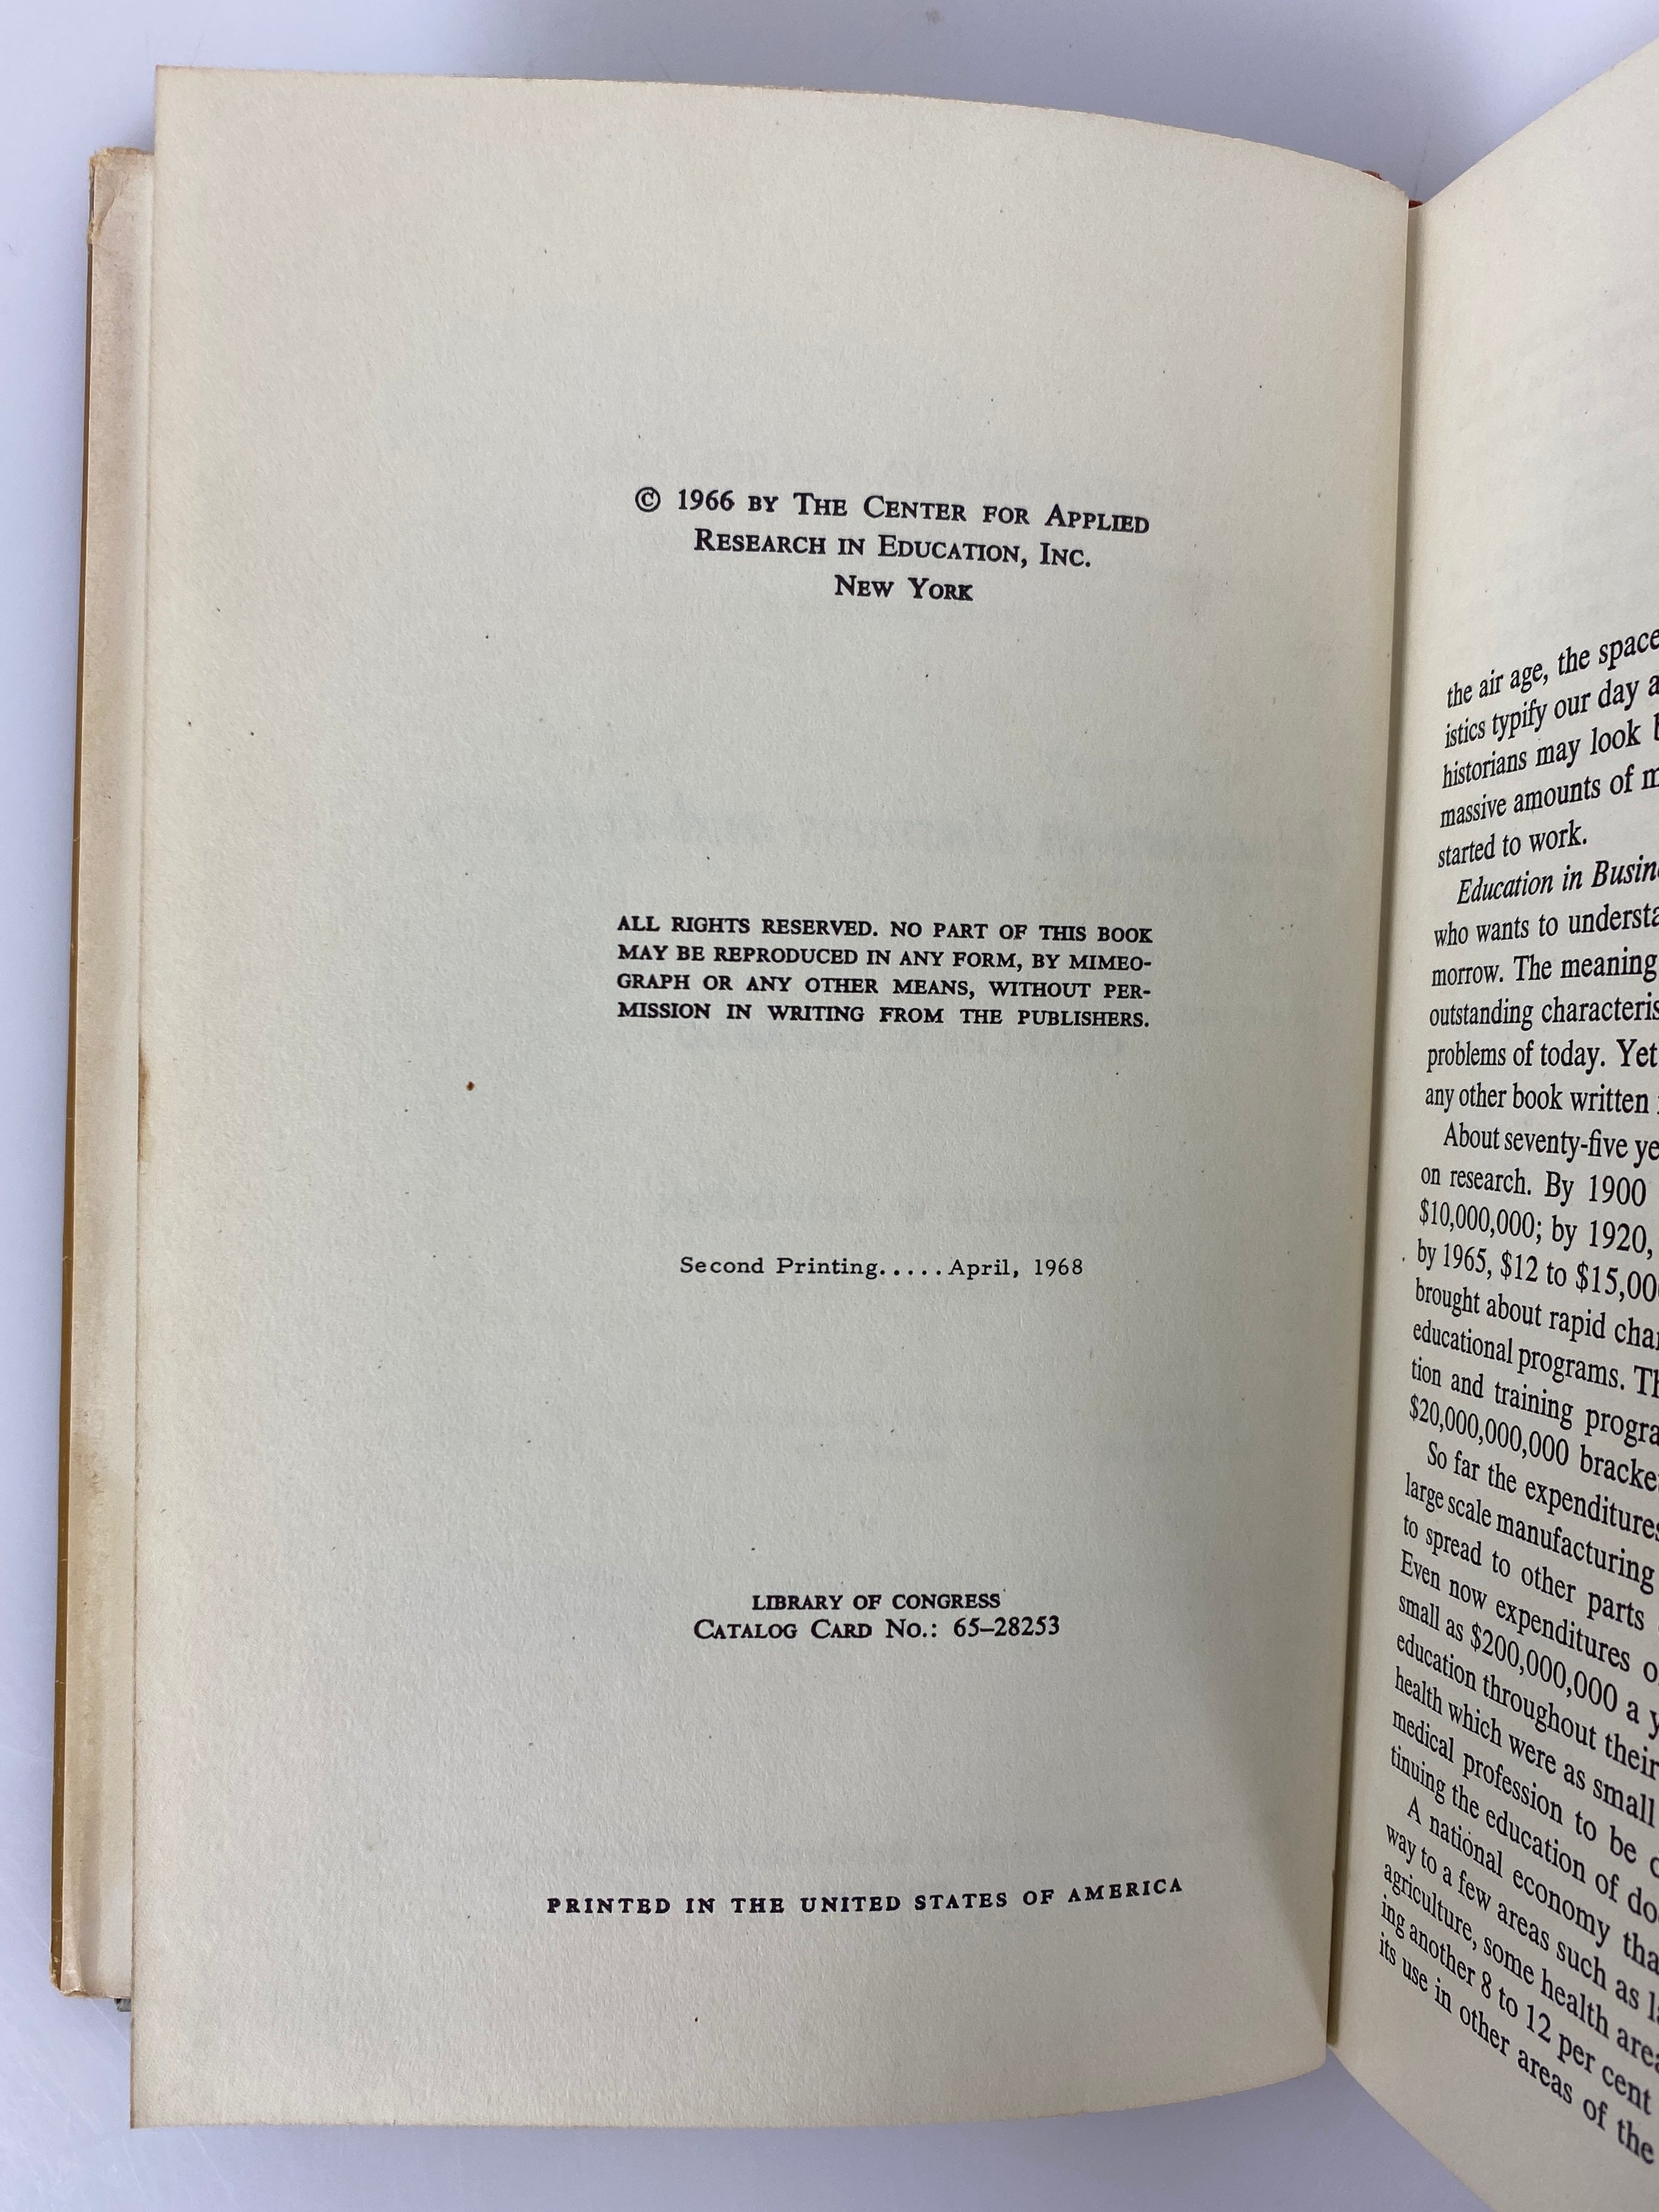 © 1966 BY THE CENTER FOR APPLIED
RESEARCH IN EDUCATION, INC.
NEW YORK
ALL RIGHTS RESERVED. NO PART OF THIS BOOK
MAY BE REPRODUCED IN ANY FORM, BY MIMEO-
GRAPH OR ANY OTHER MEANS, WITHOUT PER-
MISSION IN WRITING FROM THE PUBLISHERS.
Second Printing.....April, 1968
LIBRARY OF CONGRESS
CATALOG CARD NO.: 65–28253
PRINTED IN THE UNITED STATES OF AMERICA
the air age, the space
istics typify our day
historians may look
massive amounts of
started to work.
Education in
who wants to
morrow. The meaning
outstanding
problems of today. Yet
any other book written
About seventy-five
on research. By 1900
$10,000,000; by 1920,
by 1965, $12 to
brought about rapid
educational programs.
tion and training
$20,000,000,000
So far the expenditures
large scale manufacturing
to spread to other parts
Even now expenditures
small as $200,000,000 a
education throughout their
health which were as small
medical profession to be
tinuing the education of
A national economy
way to a few areas such as
agriculture, some health
ing another 8 to 12 per cent
its use in other areas of the